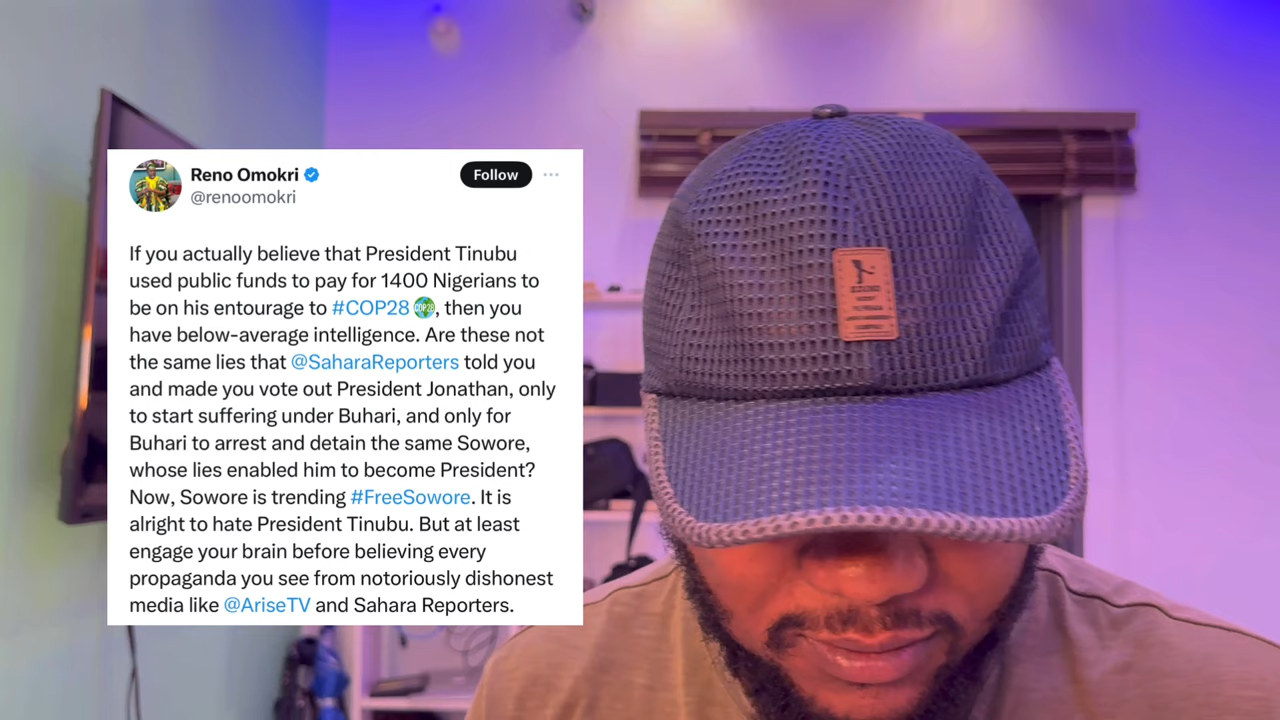 Reno Omokri
@renoomokri
Follow
If you actually believe that President Tinubu
used public funds to pay for 1400 Nigerians to
be on his entourage to #COP28, then you
have below-average intelligence. Are these not
the same lies that @SaharaReporters told you
and made you vote out President Jonathan, only
to start suffering under Buhari, and only for
Buhari to arrest and detain the same Sowore,
whose lies enabled him to become President?
Now, Sowore is trending #FreeSowore. It is
alright to hate President Tinubu. But at least
engage your brain before believing every
propaganda you see from notoriously dishonest
media like @AriseTV and Sahara Reporters.